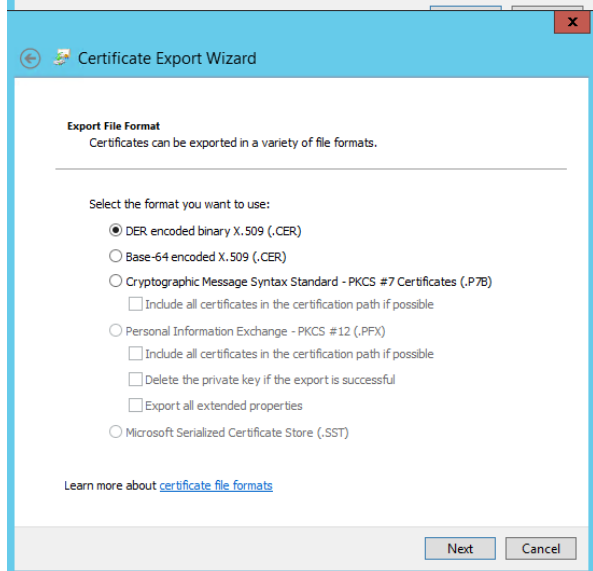 x
Certificate Export Wizard
Export File Format
Certificates can be exported in a variety of file formats.
Select the format you want to use:
DER encoded binary X.509 (.CER)
Base-64 encoded X.509 (.CER)
Cryptographic Message Syntax Standard - PKCS #7 Certificates (.P7B)
Include all certificates in the certification path if possible
Personal Information Exchange - PKCS #12 (.PFX)
Include all certificates in the certification path if possible
Delete the private key if the export is successful
Export all extended properties
Microsoft Serialized Certificate Store (.SST)
Learn more about certificate file formats
Next Cancel